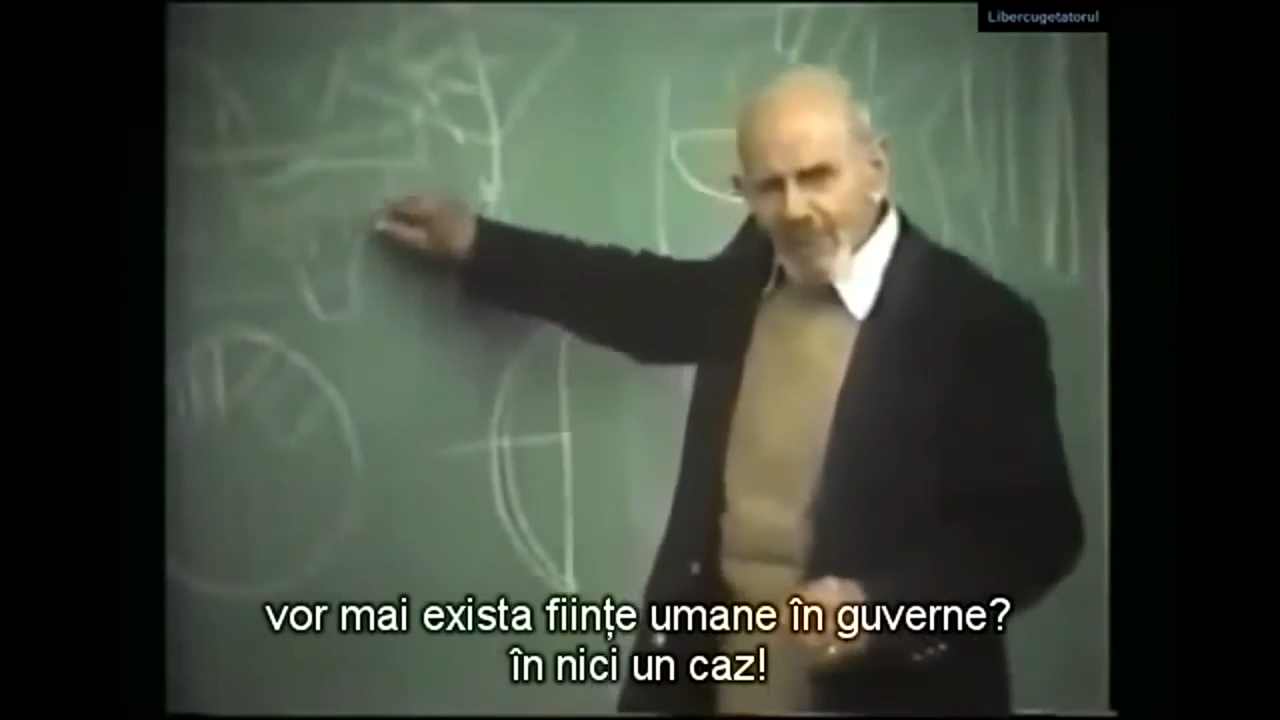 Libercugetatorul
vor mai exista ființe umane în guverne?
în nici un caz!